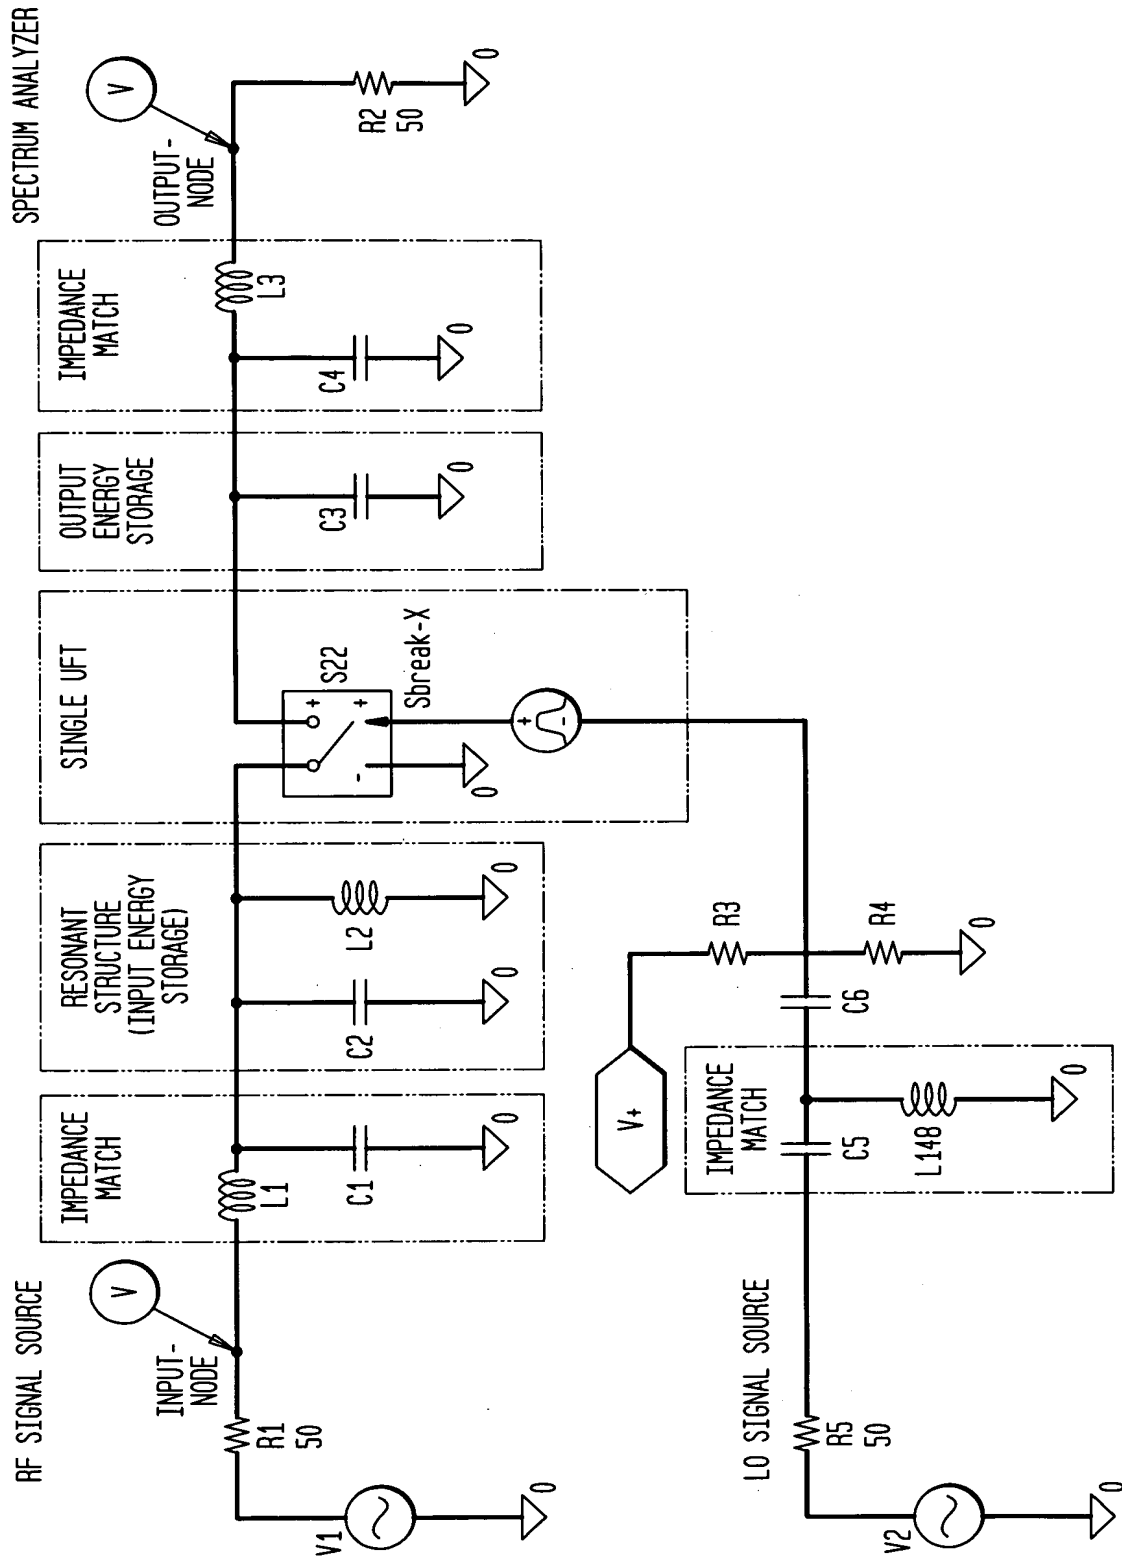 RF SIGNAL SOURCE
SPECTRUM ANALYZER
V
INPUT-
NODE
R1
50
V1
0
IMPEDANCE
MATCH
L1
C1
0
RESONANT
STRUCTURE
(INPUT ENERGY
STORAGE)
C2
0
L2
0
SINGLE UFT
S22
+
+
-
Sbreak-X
0
+
-
OUTPUT
ENERGY
STORAGE
C3
0
IMPEDANCE
MATCH
L3
C4
0
OUTPUT-
NODE
V
R2
50
0
LO SIGNAL SOURCE
R5
50
V2
0
IMPEDANCE
MATCH
C5
L148
0
V+
C6
R3
R4
0